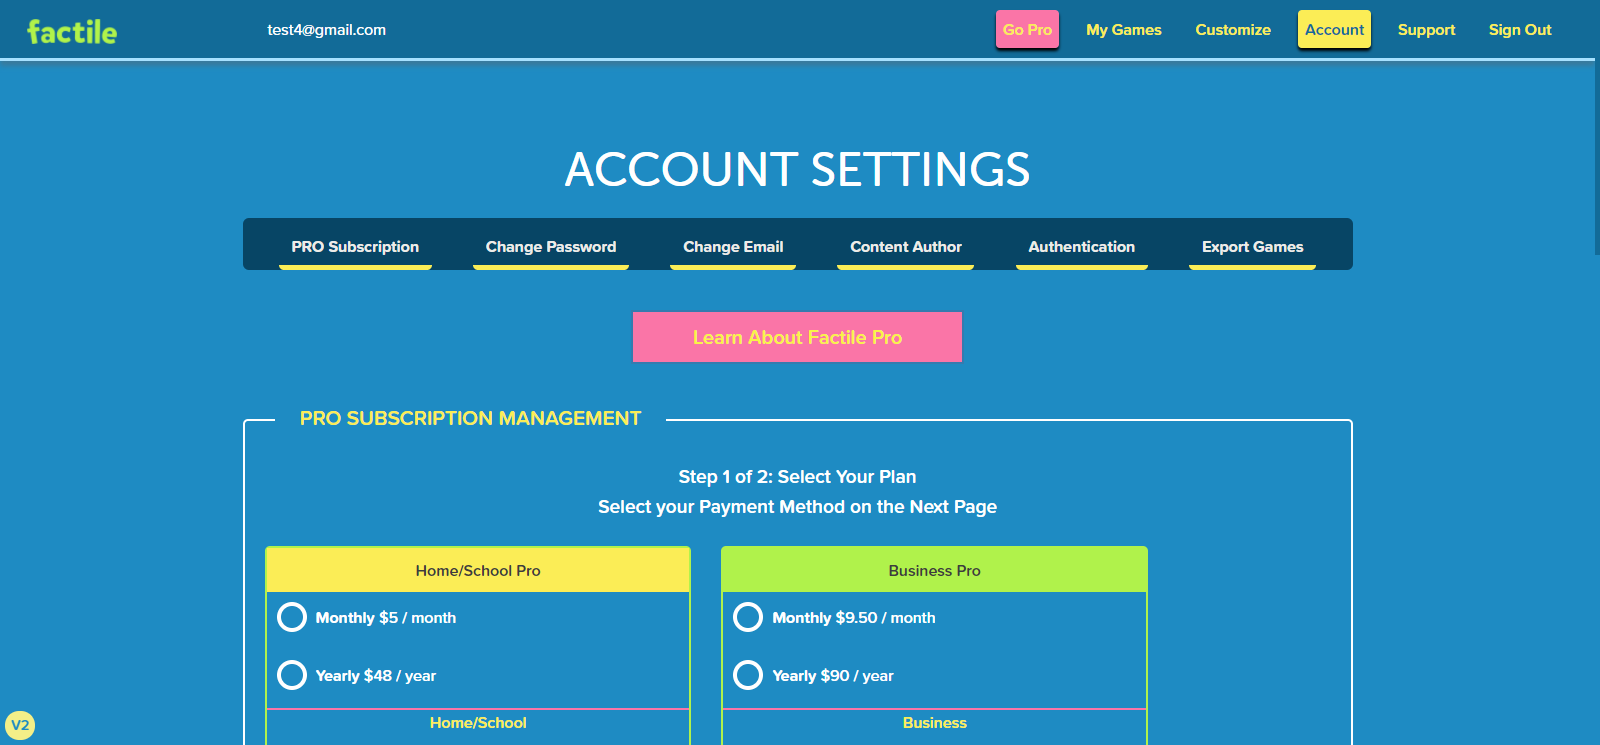 factile
test4@gmail.com
Go Pro
My Games
Customize
Account
Support
Sign Out
ACCOUNT SETTINGS
PRO Subscription
Change Password
Change Email
Content Author
Authentication
Export Games
Learn About Factile Pro
PRO SUBSCRIPTION MANAGEMENT
Step 1 of 2: Select Your Plan
Select your Payment Method on the Next Page
Home/School Pro
Monthly $5 / month
Yearly $48 / year
Home/School
Business Pro
Monthly $9.50 / month
Yearly $90 / year
Business
V2